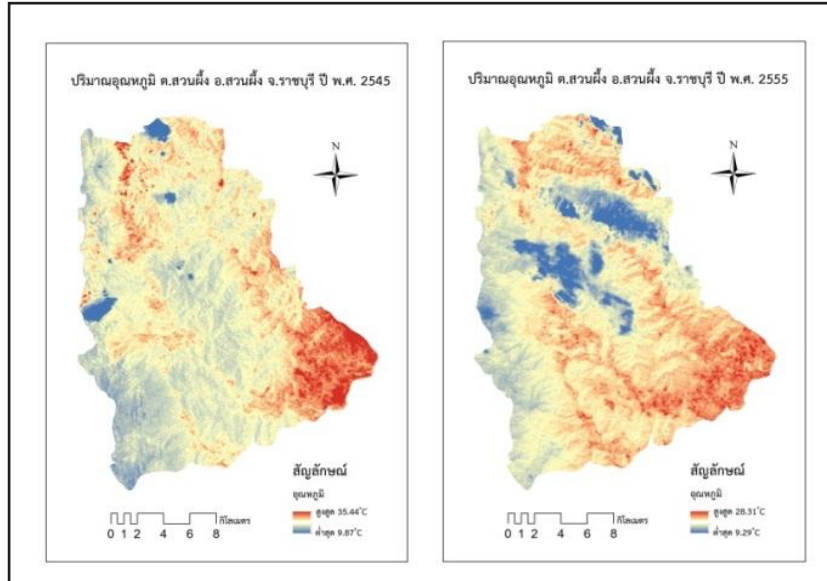 ปริมาณอุณหภูมิ ต.สวนผึ้ง อ.สวนผึ้ง จ.ราชบุรี ปี พ.ศ. 2545
N
สัญลักษณ์
อุณหภูมิ
สูงสุด 35.44°C
ต่ำสุด 9.87°C
กิโลเมตร
0 1 2 4 6 8
ปริมาณอุณหภูมิ ต.สวนผึ้ง อ.สวนผึ้ง จ.ราชบุรี ปี พ.ศ. 2555
N
สัญลักษณ์
อุณหภูมิ
สูงสุด 28.31°C
ต่ำสุด 9.29°C
กิโลเมตร
0 1 2 4 6 8